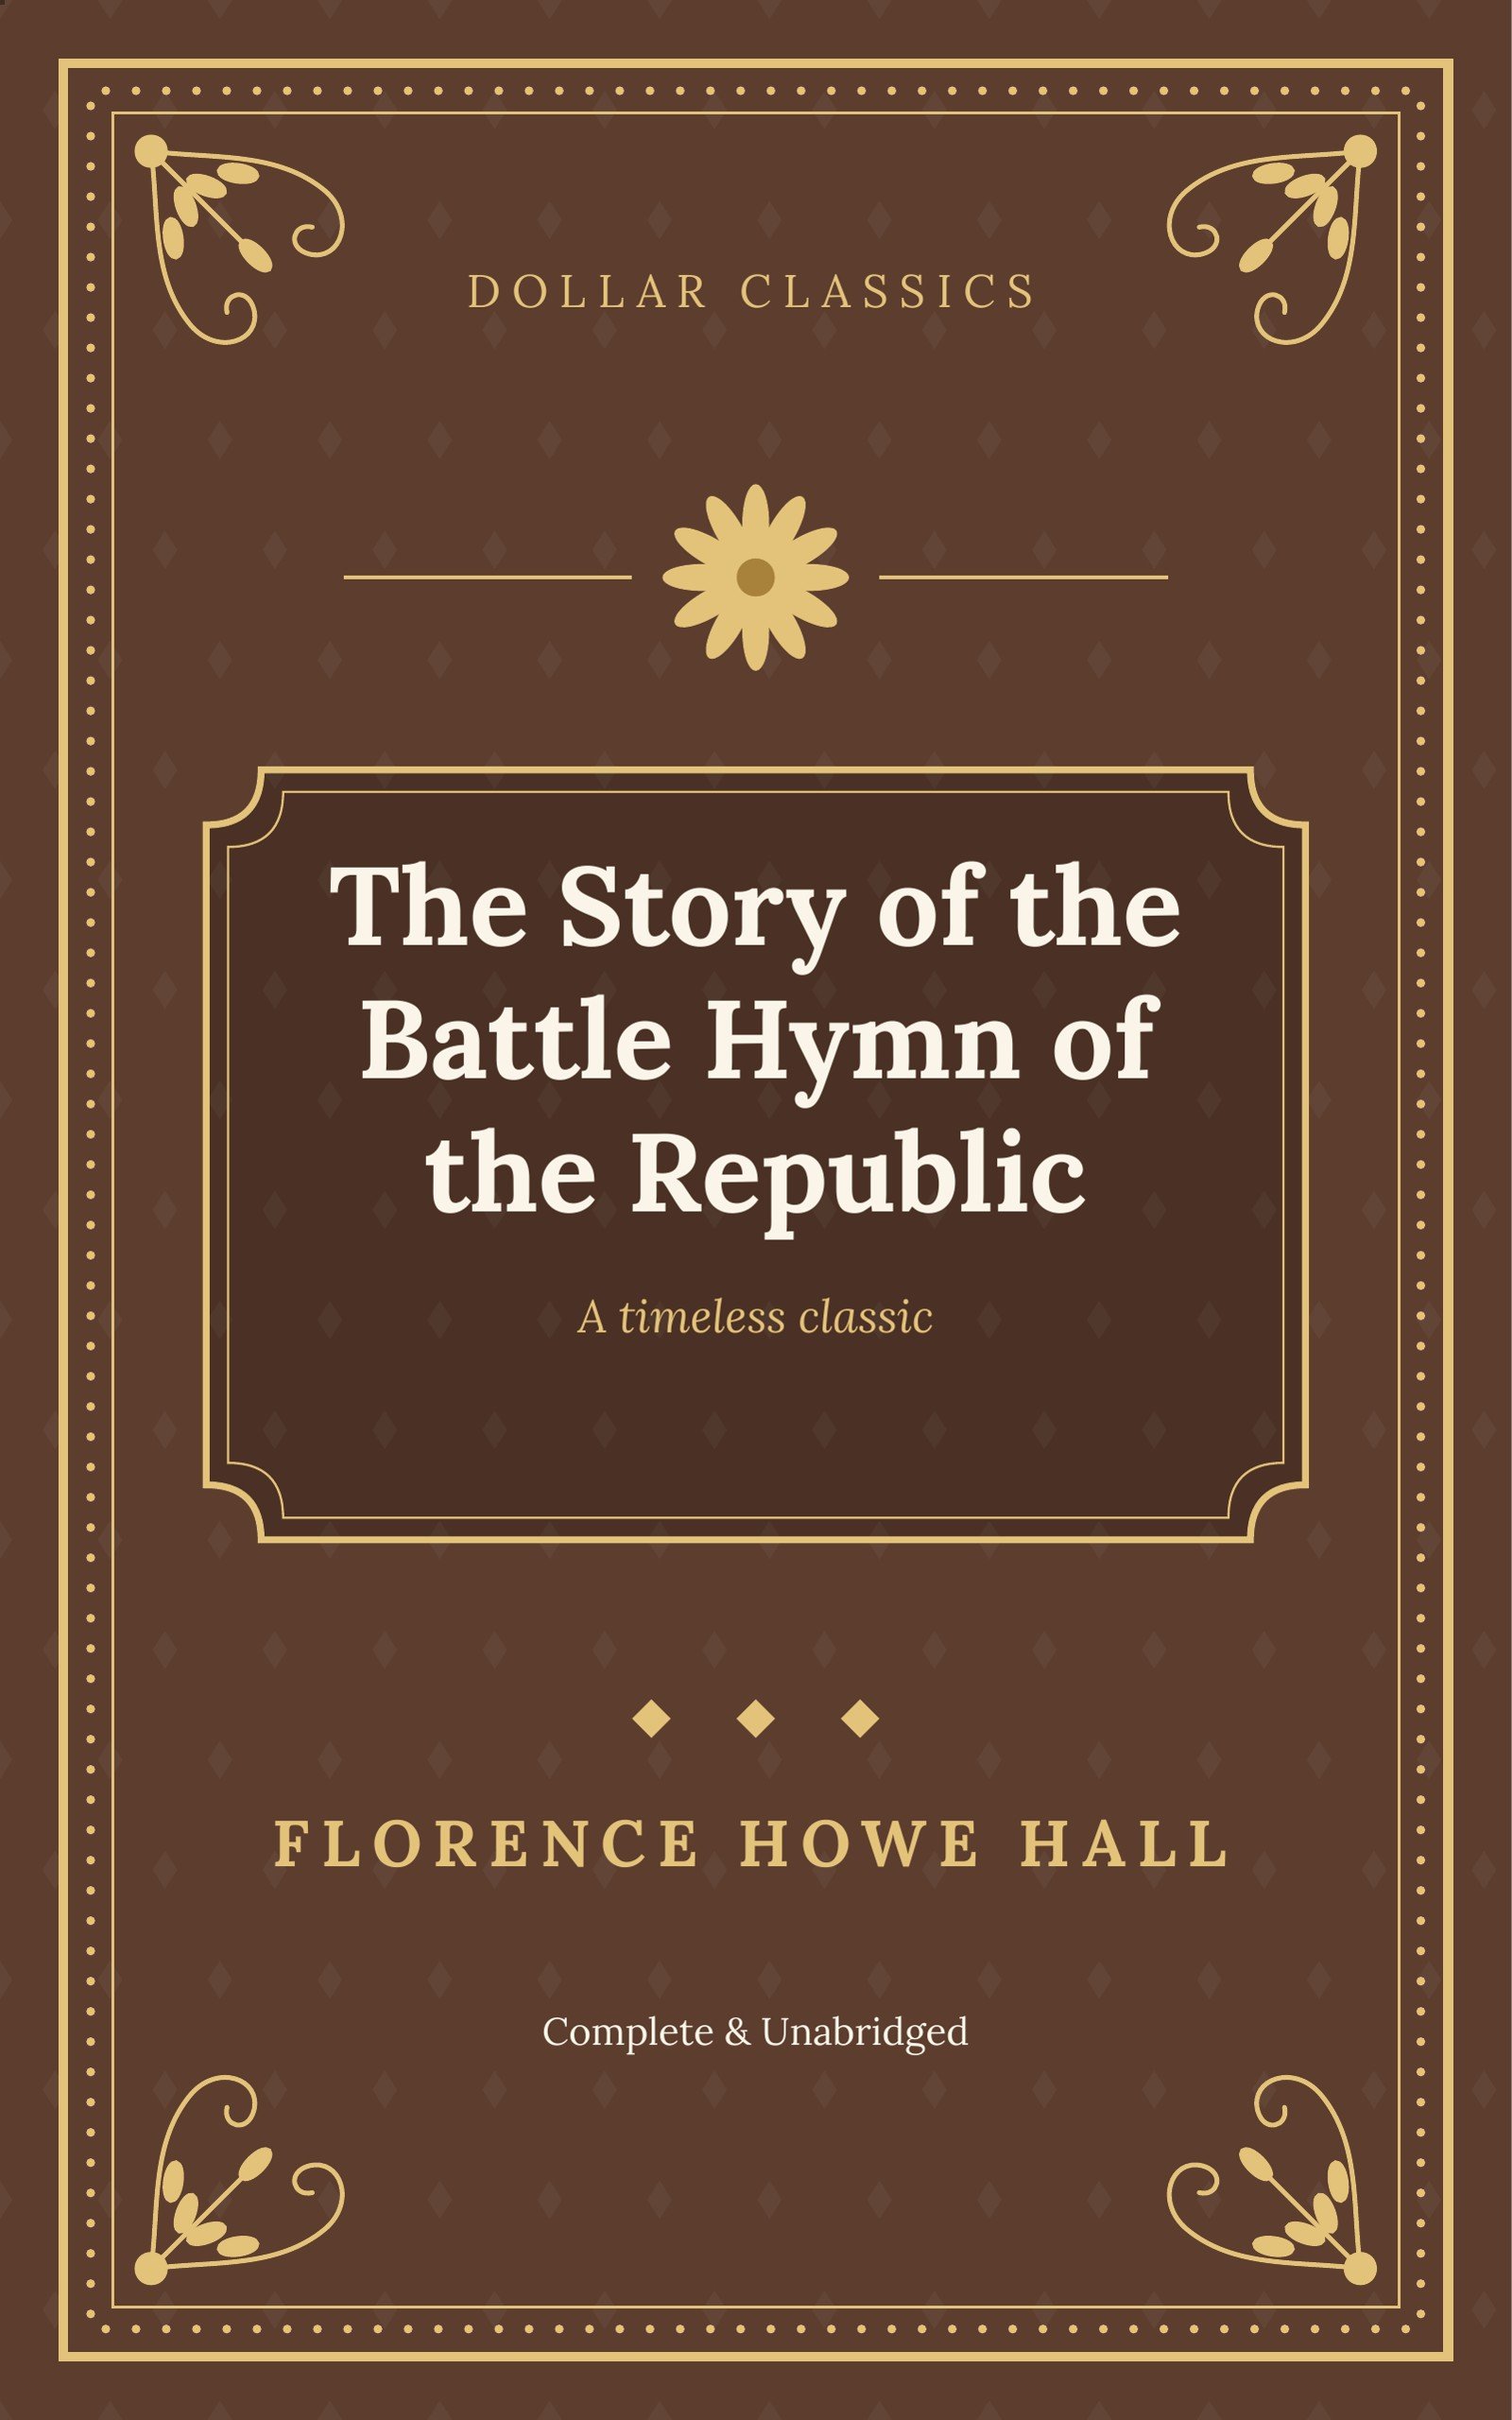 DOLLAR CLASSICS
The Story of the
Battle Hymn of
the Republic
A timeless classic
FLORENCE HOWE HALL
Complete & Unabridged